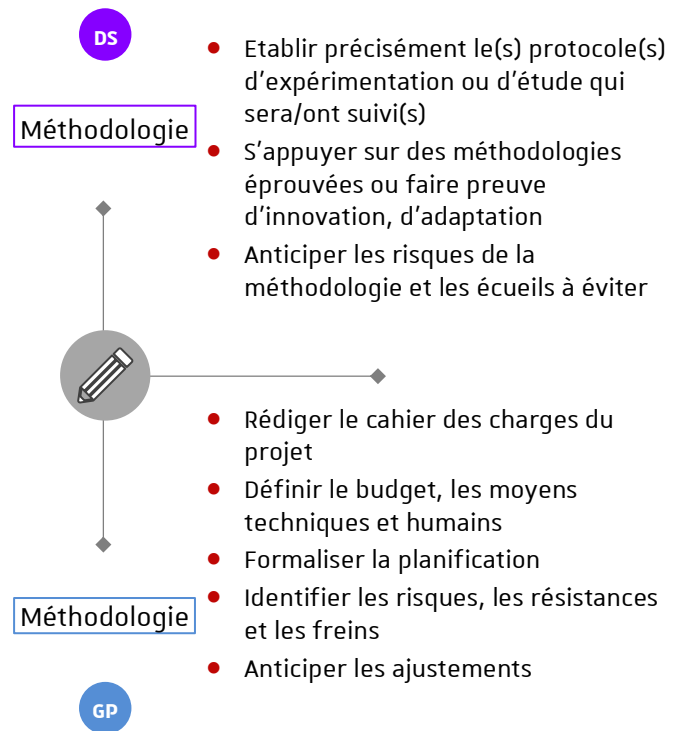 DS
Méthodologie
• Etablir précisément le(s) protocole(s)
d’expérimentation ou d’étude qui
sera/ont suivi(s)
• S’appuyer sur des méthodologies
éprouvées ou faire preuve
d’innovation, d’adaptation
• Anticiper les risques de la
méthodologie et les écueils à éviter
• Rédiger le cahier des charges du
projet
• Définir le budget, les moyens
techniques et humains
• Formaliser la planification
• Identifier les risques, les résistances
et les freins
• Anticiper les ajustements
Méthodologie
GP